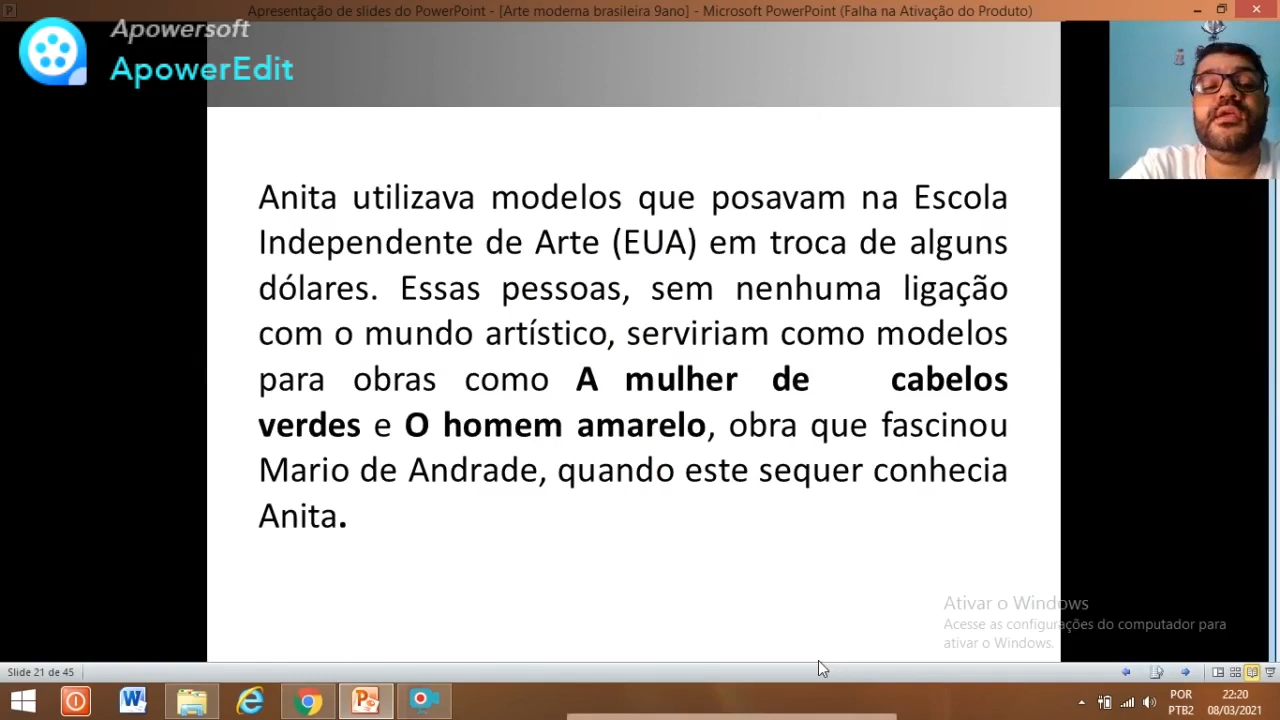 Apresentação de slides do PowerPoint - [Arte moderna brasileira 9ano] - Microsoft PowerPoint (Falha na Ativação do Produto)
Apowersoft
ApowerEdit
Anita utilizava modelos que posavam na Escola
Independente de Arte (EUA) em troca de alguns
dólares. Essas pessoas, sem nenhuma ligação
com o mundo artístico, serviriam como modelos
para obras como A mulher de cabelos
verdes e O homem amarelo, obra que fascinou
Mario de Andrade, quando este sequer conhecia
Anita.
Ativar o Windows
Acesse as configurações do computador para
ativar o Windows.
Slide 21 de 45
POR
PTB2
22:20
08/03/2021